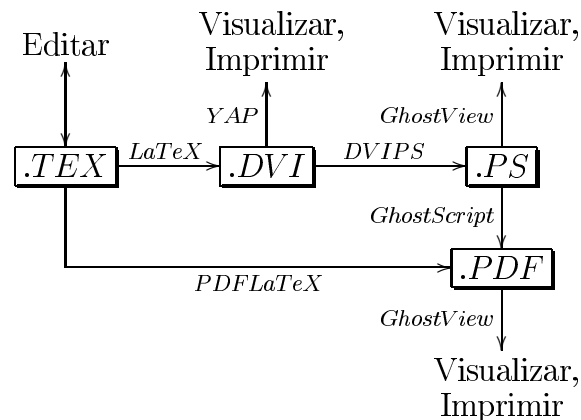 Editar
Visualizar,
Imprimir
Visualizar,
Imprimir
YAP
GhostView
.TEX
LaTeX
.DVI
DVIPS
.PS
GhostScript
PDFLaTeX
.PDF
GhostView
Visualizar,
Imprimir